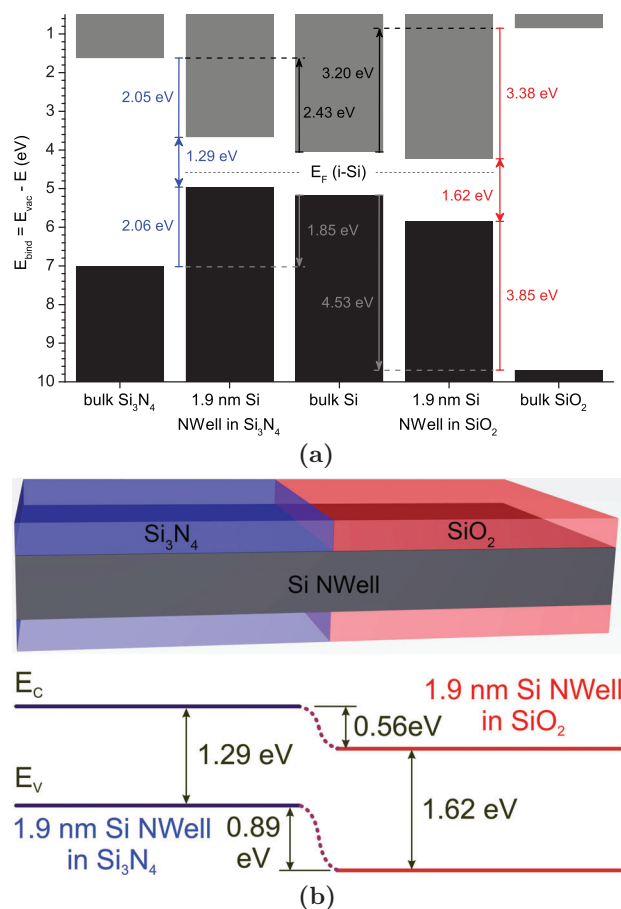 1
2
3
4
5
6
7
8
9
10
E_bind = E_vac - E (eV)
2.05 eV
1.29 eV
2.06 eV
3.20 eV
2.43 eV
E_F (i-Si)
1.85 eV
4.53 eV
3.38 eV
1.62 eV
3.85 eV
bulk Si₃N₄
1.9 nm Si
NWell in Si₃N₄
bulk Si
1.9 nm Si
NWell in SiO₂
bulk SiO₂
(a)
Si₃N₄
SiO₂
Si NWell
E_C
1.29 eV
0.56eV
1.9 nm Si NWell
in SiO₂
E_V
1.9 nm Si NWell
in Si₃N₄
0.89
eV
1.62 eV
(b)